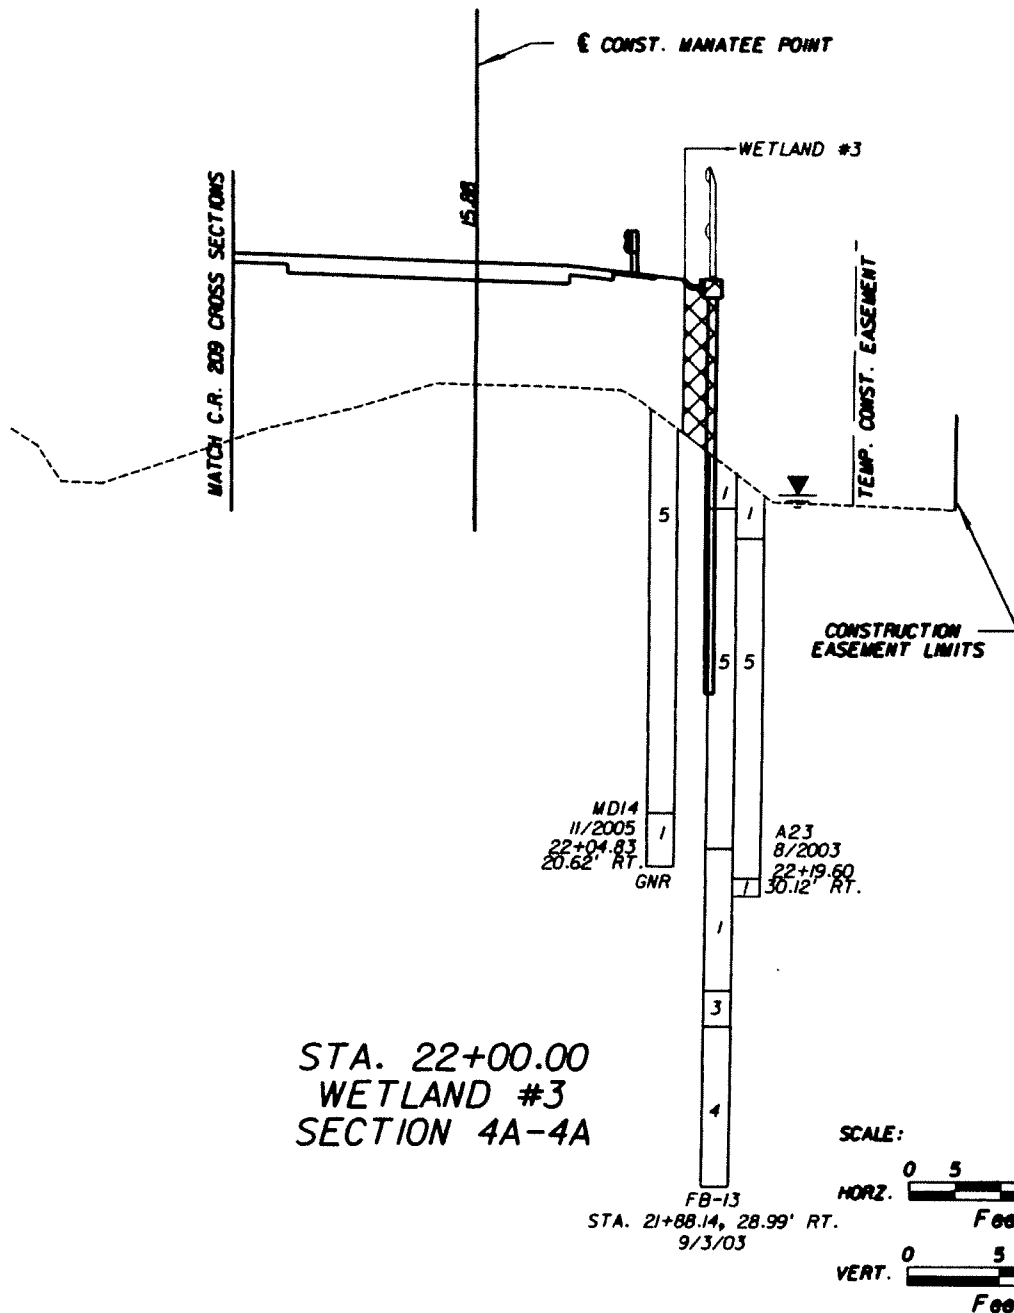 ℄ CONST. MANATEE POINT
WETLAND #3
15.88
MATCH C.R. 209 CROSS SECTIONS
TEMP. CONST. EASEMENT
1
1
5
5
5
CONSTRUCTION
EASEMENT LIMITS
MD14
11/2005
22+04.83
20.62' RT.
GNR
1
A23
8/2003
22+19.60
30.12' RT.
1
1
3
4
STA. 22+00.00
WETLAND #3
SECTION 4A-4A
FB-13
STA. 21+88.14, 28.99' RT.
9/3/03
SCALE:
0 5
HORZ.
Fee
0 5
VERT.
Fee